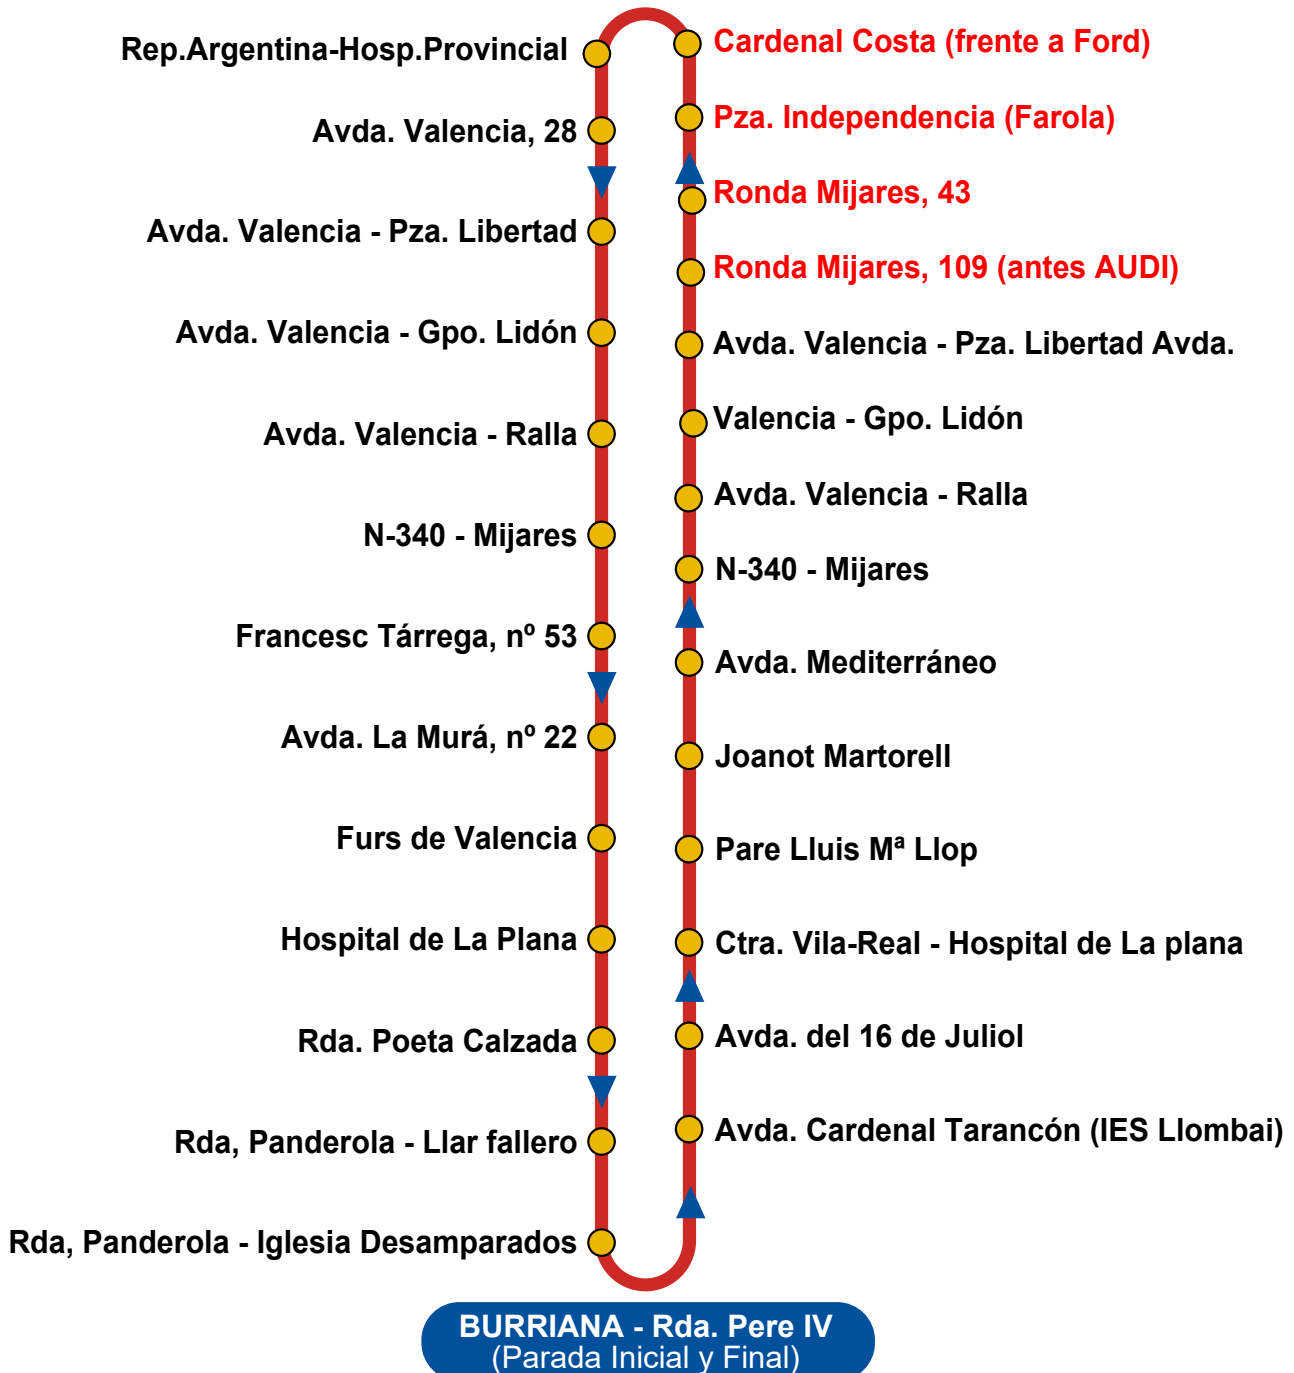 Rep.Argentina-Hosp.Provincial
Avda. Valencia, 28
Avda. Valencia - Pza. Libertad
Avda. Valencia - Gpo. Lidón
Avda. Valencia - Ralla
N-340 - Mijares
Francesc Tárrega, nº 53
Avda. La Murá, nº 22
Furs de Valencia
Hospital de La Plana
Rda. Poeta Calzada
Rda, Panderola - Llar fallero
Rda, Panderola - Iglesia Desamparados
Cardenal Costa (frente a Ford)
Pza. Independencia (Farola)
Ronda Mijares, 43
Ronda Mijares, 109 (antes AUDI)
Avda. Valencia - Pza. Libertad Avda.
Valencia - Gpo. Lidón
Avda. Valencia - Ralla
N-340 - Mijares
Avda. Mediterráneo
Joanot Martorell
Pare Lluis Mª Llop
Ctra. Vila-Real - Hospital de La plana
Avda. del 16 de Juliol
Avda. Cardenal Tarancón (IES Llombai)
BURRIANA - Rda. Pere IV
(Parada Inicial y Final)